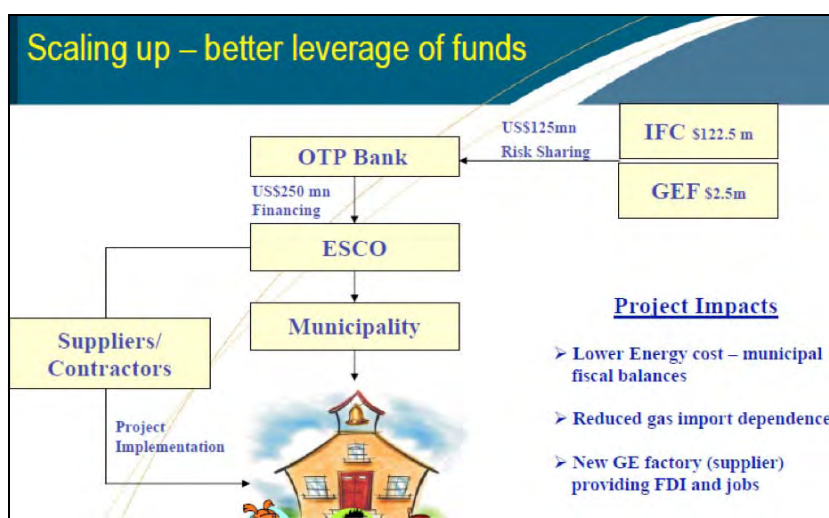 Scaling up – better leverage of funds
US$125mn
Risk Sharing
IFC $122.5 m
GEF $2.5m
OTP Bank
US$250 mn
Financing
ESCO
Municipality
Suppliers/
Contractors
Project
Implementation
Project Impacts
➢ Lower Energy cost – municipal
fiscal balances
➢ Reduced gas import dependence
➢ New GE factory (supplier)
providing FDI and jobs